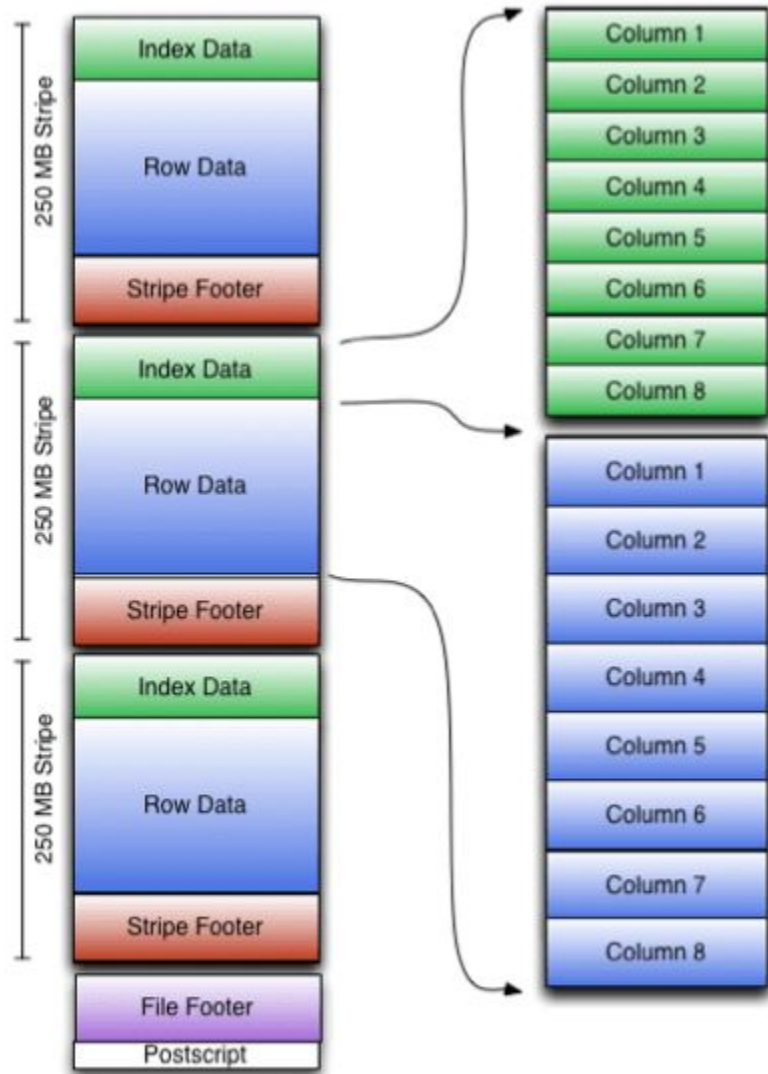 250 MB Stripe
Index Data
Row Data
Stripe Footer
250 MB Stripe
Index Data
Row Data
Stripe Footer
250 MB Stripe
Index Data
Row Data
Stripe Footer
File Footer
Postscript
Column 1
Column 2
Column 3
Column 4
Column 5
Column 6
Column 7
Column 8
Column 1
Column 2
Column 3
Column 4
Column 5
Column 6
Column 7
Column 8